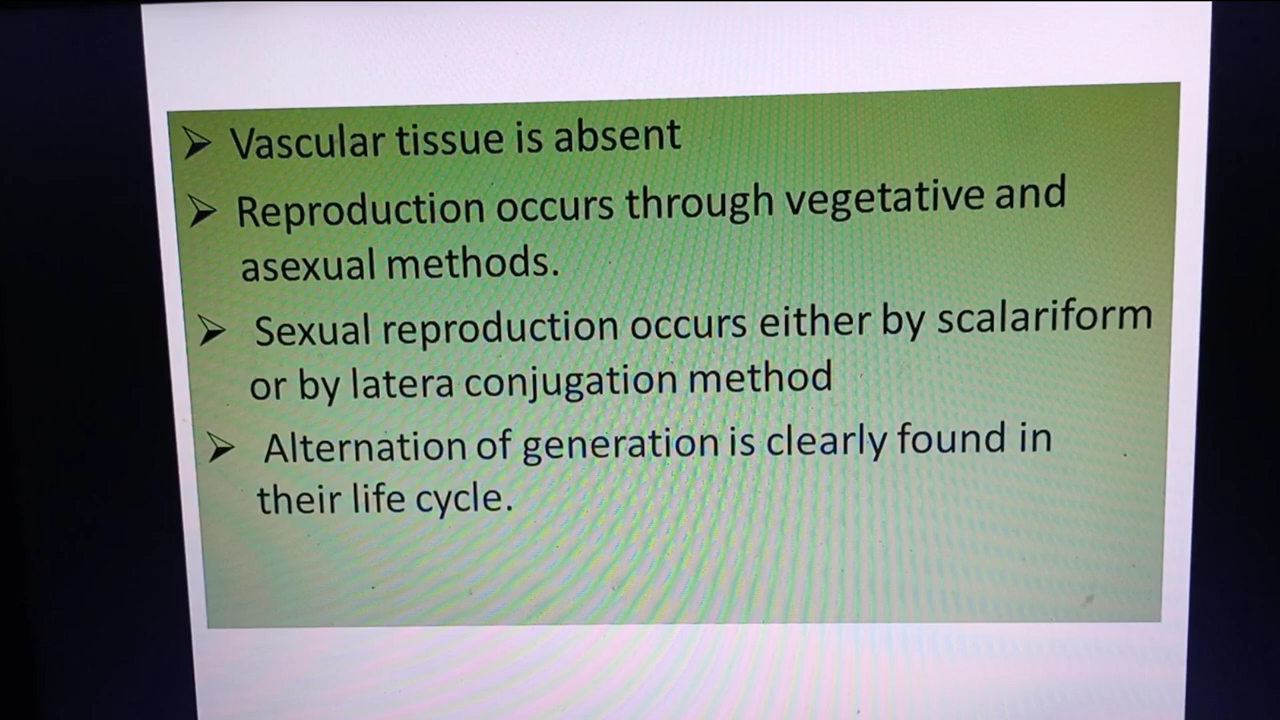 ➢ Vascular tissue is absent
➢ Reproduction occurs through vegetative and
asexual methods.
➢ Sexual reproduction occurs either by scalariform
or by latera conjugation method
➢ Alternation of generation is clearly found in
their life cycle.